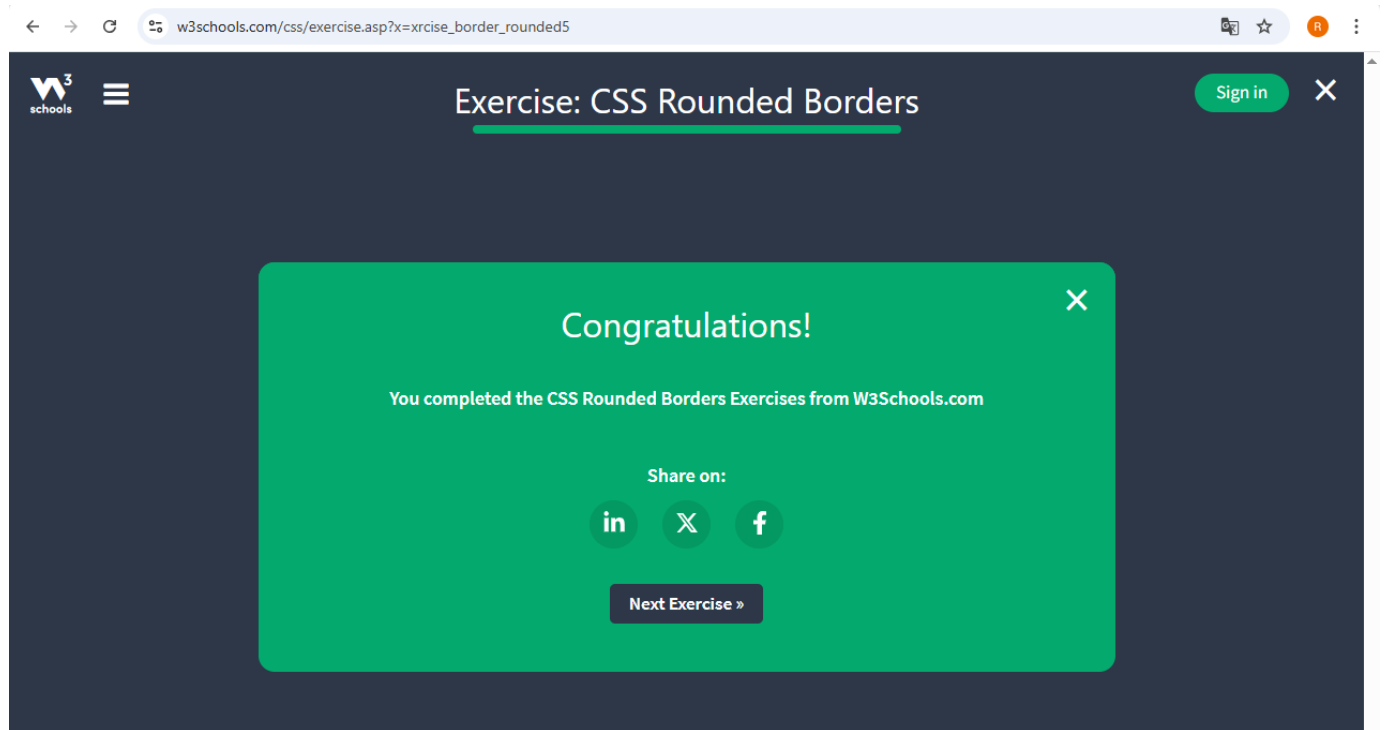 w3schools.com/css/exercise.asp?x=xrcise_border_rounded5
R
W3
schools
Exercise: CSS Rounded Borders
Sign in
Congratulations!
You completed the CSS Rounded Borders Exercises from W3Schools.com
Share on:
in X f
Next Exercise »